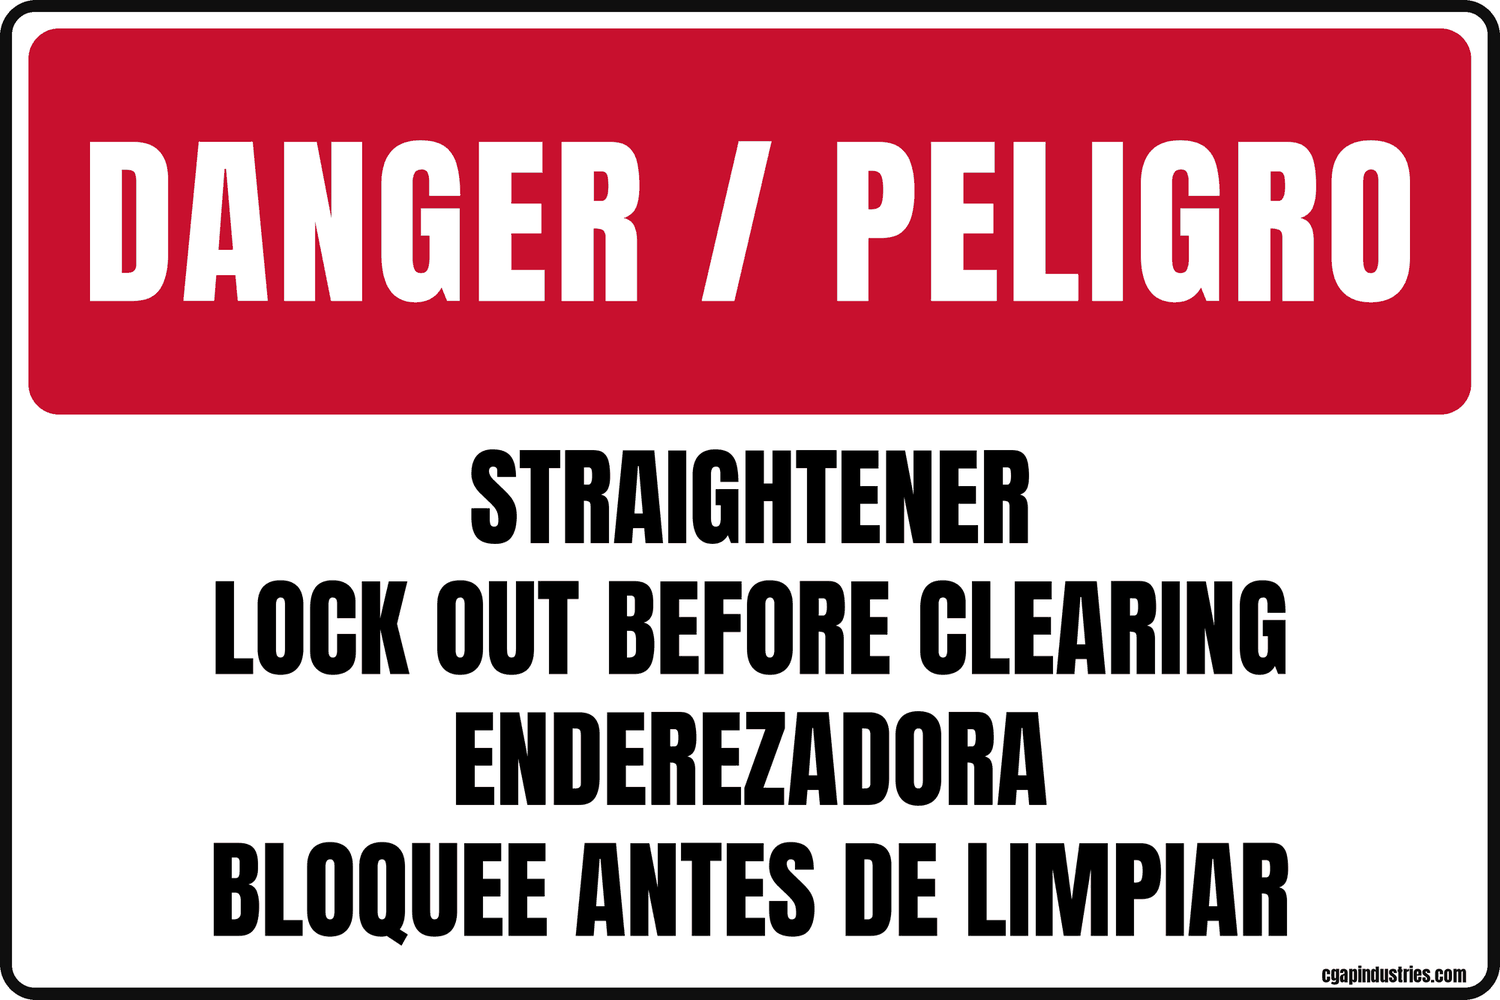 DANGER / PELIGRO
STRAIGHTENER
LOCK OUT BEFORE CLEARING
ENDEREZADORA
BLOQUEE ANTES DE LIMPIAR
cgapindustries.com